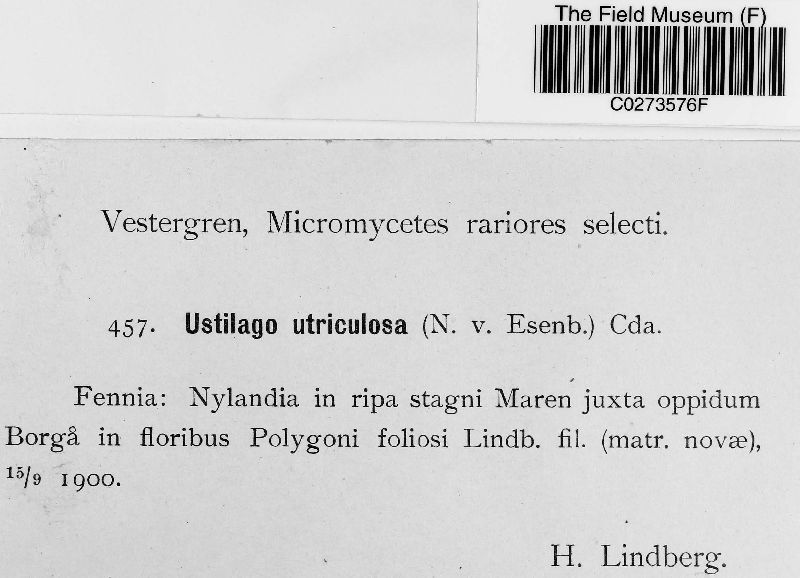 The Field Museum (F)
C0273576F
Vestergren, Micromycetes rariores selecti.
457. Ustilago utriculosa (N. v. Esenb.) Cda.
Fennia: Nylandia in ripa stagni Maren juxta oppidum
Borgå in floribus Polygoni foliosi Lindb. fil. (matr. novæ),
15/9 1900.
H. Lindberg.